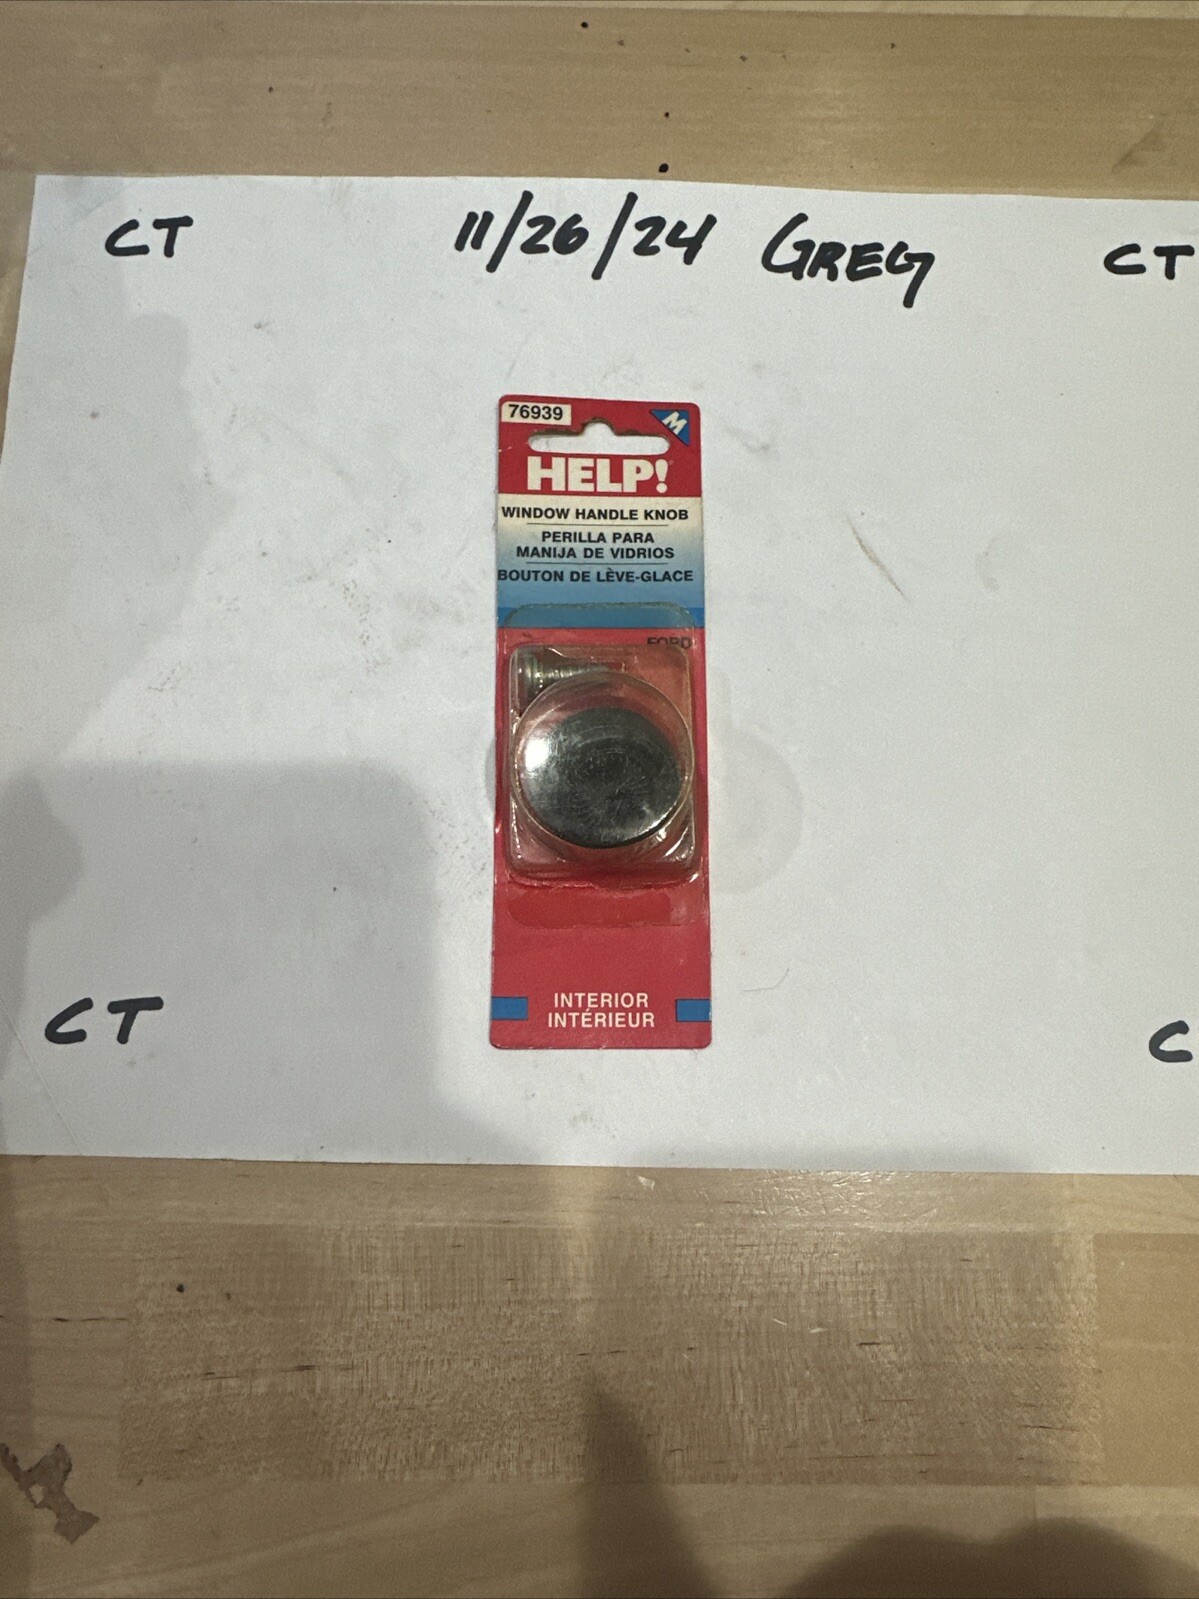 CT 11/26/24 GREG CT
76939 M
HELP!
WINDOW HANDLE KNOB
PERILLA PARA
MANIJA DE VIDRIOS
BOUTON DE LÈVE-GLACE
FORD
INTERIOR
INTÉRIEUR
CT C